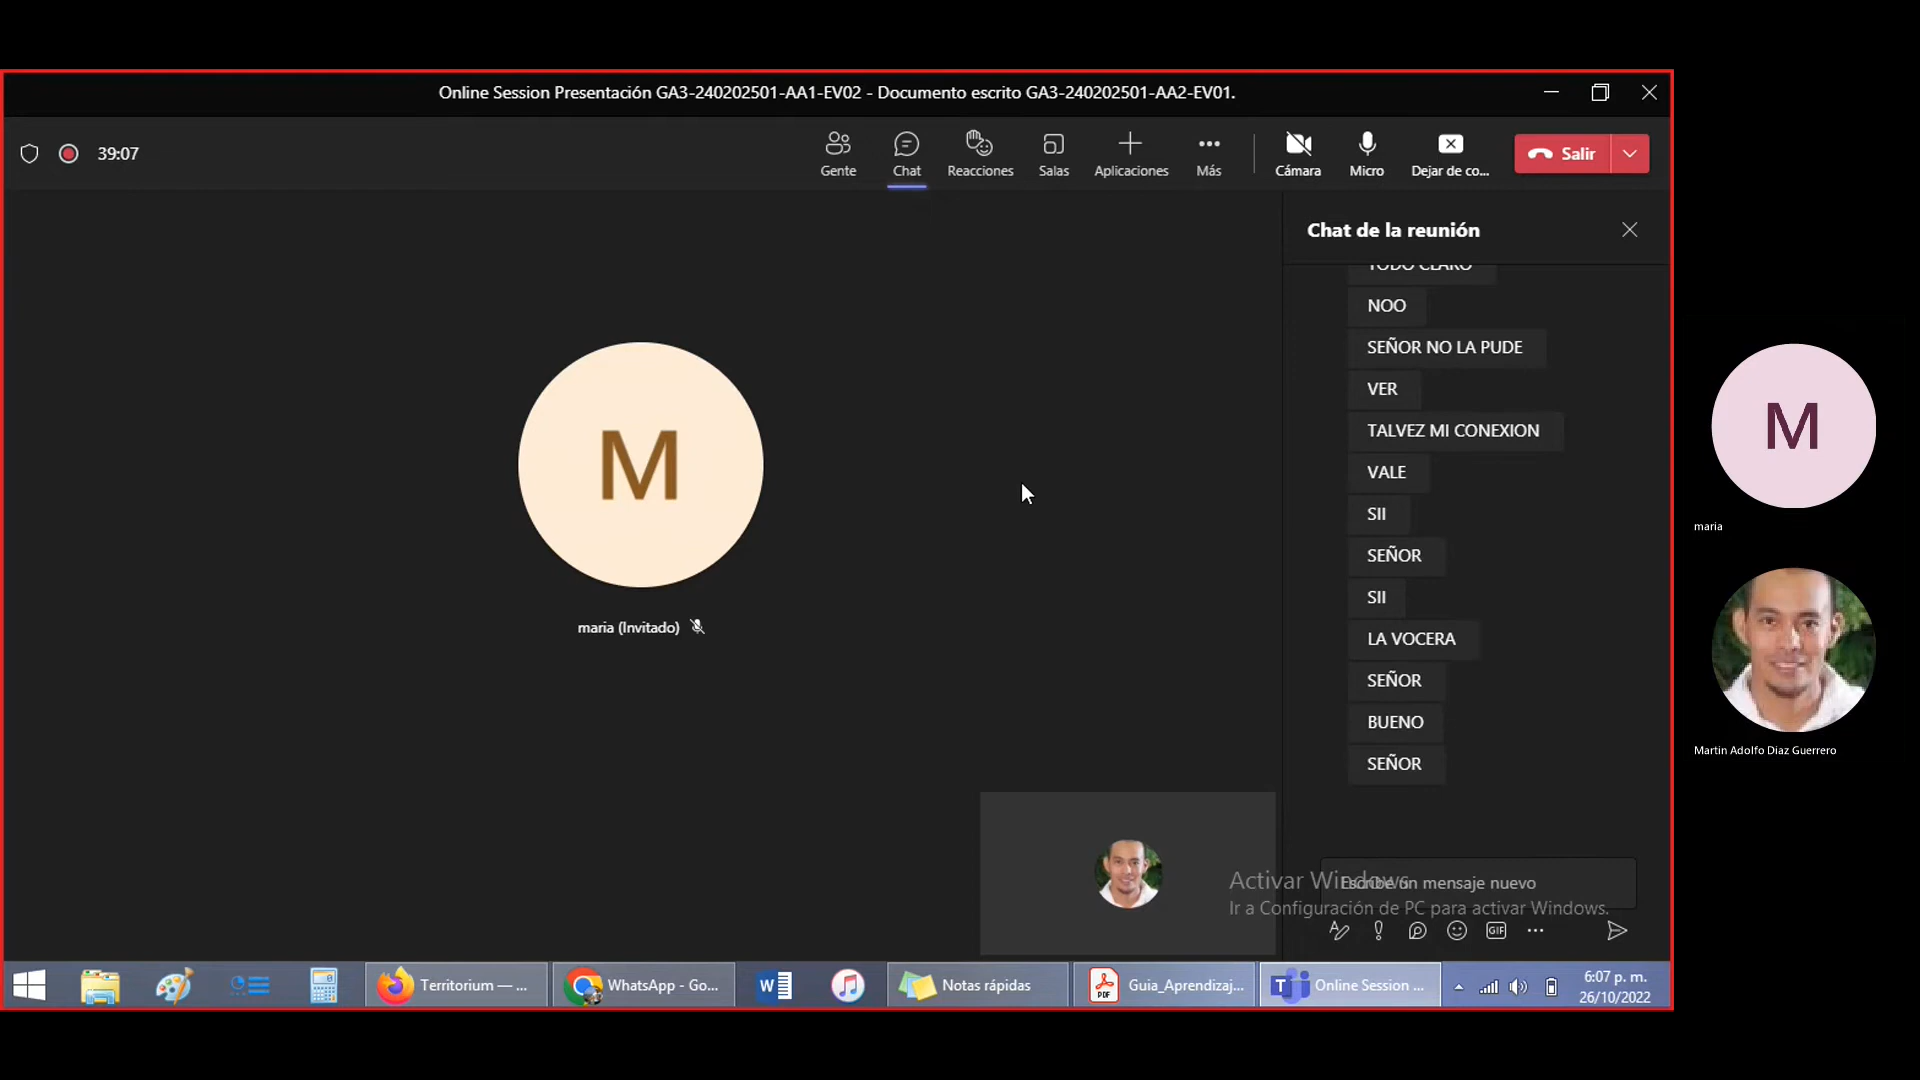 Online Session Presentación GA3-240202501-AA1-EV02 - Documento escrito GA3-240202501-AA2-EV01.
39:07
Gente
Chat
Reacciones
Salas
Aplicaciones
Más
Cámara
Micro
Dejar de co...
Salir
Chat de la reunión
TODO CLARO
NOO
SEÑOR NO LA PUDE
VER
TALVEZ MI CONEXION
VALE
SII
SEÑOR
SII
LA VOCERA
SEÑOR
BUENO
SEÑOR
M
maria (Invitado)
M
maria
Martin Adolfo Diaz Guerrero
Activar Windows
Escribe un mensaje nuevo
Ir a Configuración de PC para activar Windows.
GIF
Territorium — ...
WhatsApp - Go...
W
Notas rápidas
PDF
Guia_Aprendizaj...
T
Online Session ...
6:07 p. m.
26/10/2022